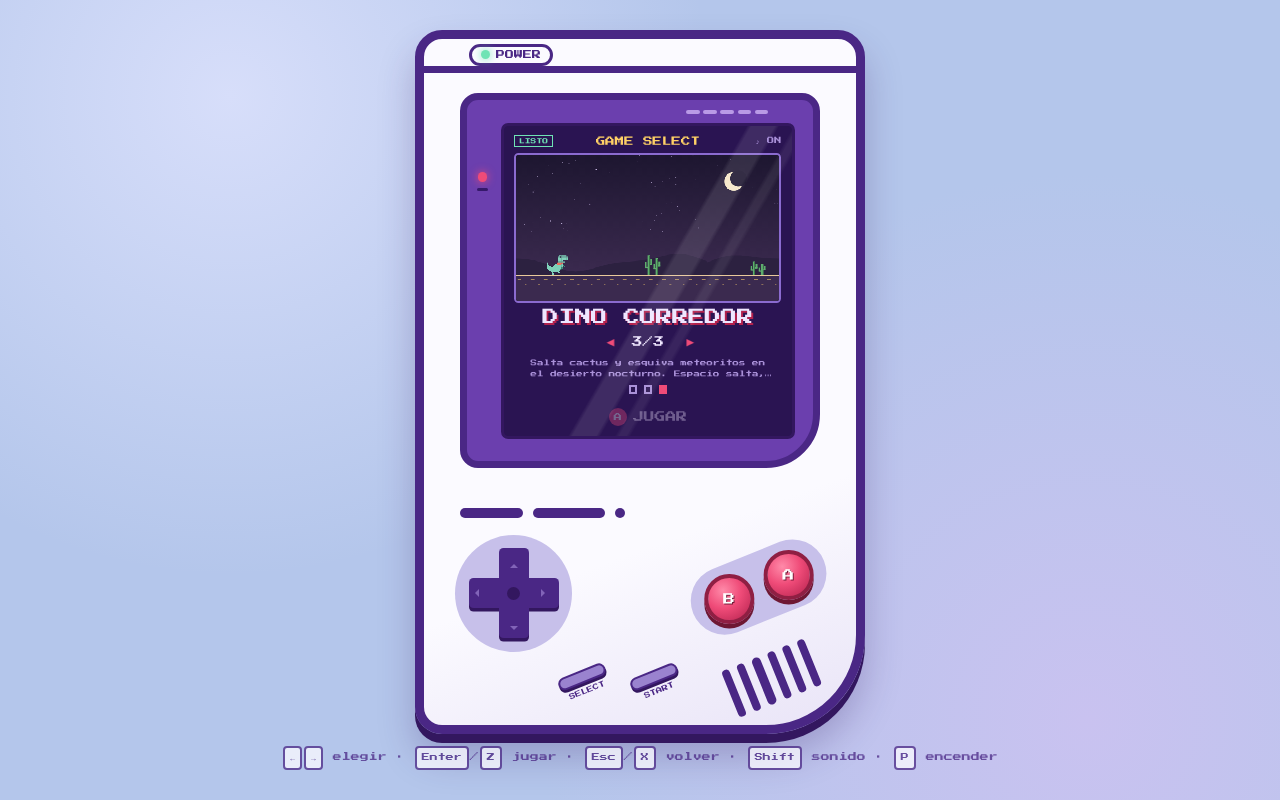 POWER
LISTO GAME SELECT ♪ ON
DINO CORREDOR
◀ 3/3 ▶
Salta cactus y esquiva meteoritos en
el desierto nocturno. Espacio salta,…
A JUGAR
A
B
SELECT START
← → elegir · Enter/Z jugar · Esc/X volver · Shift sonido · P encender